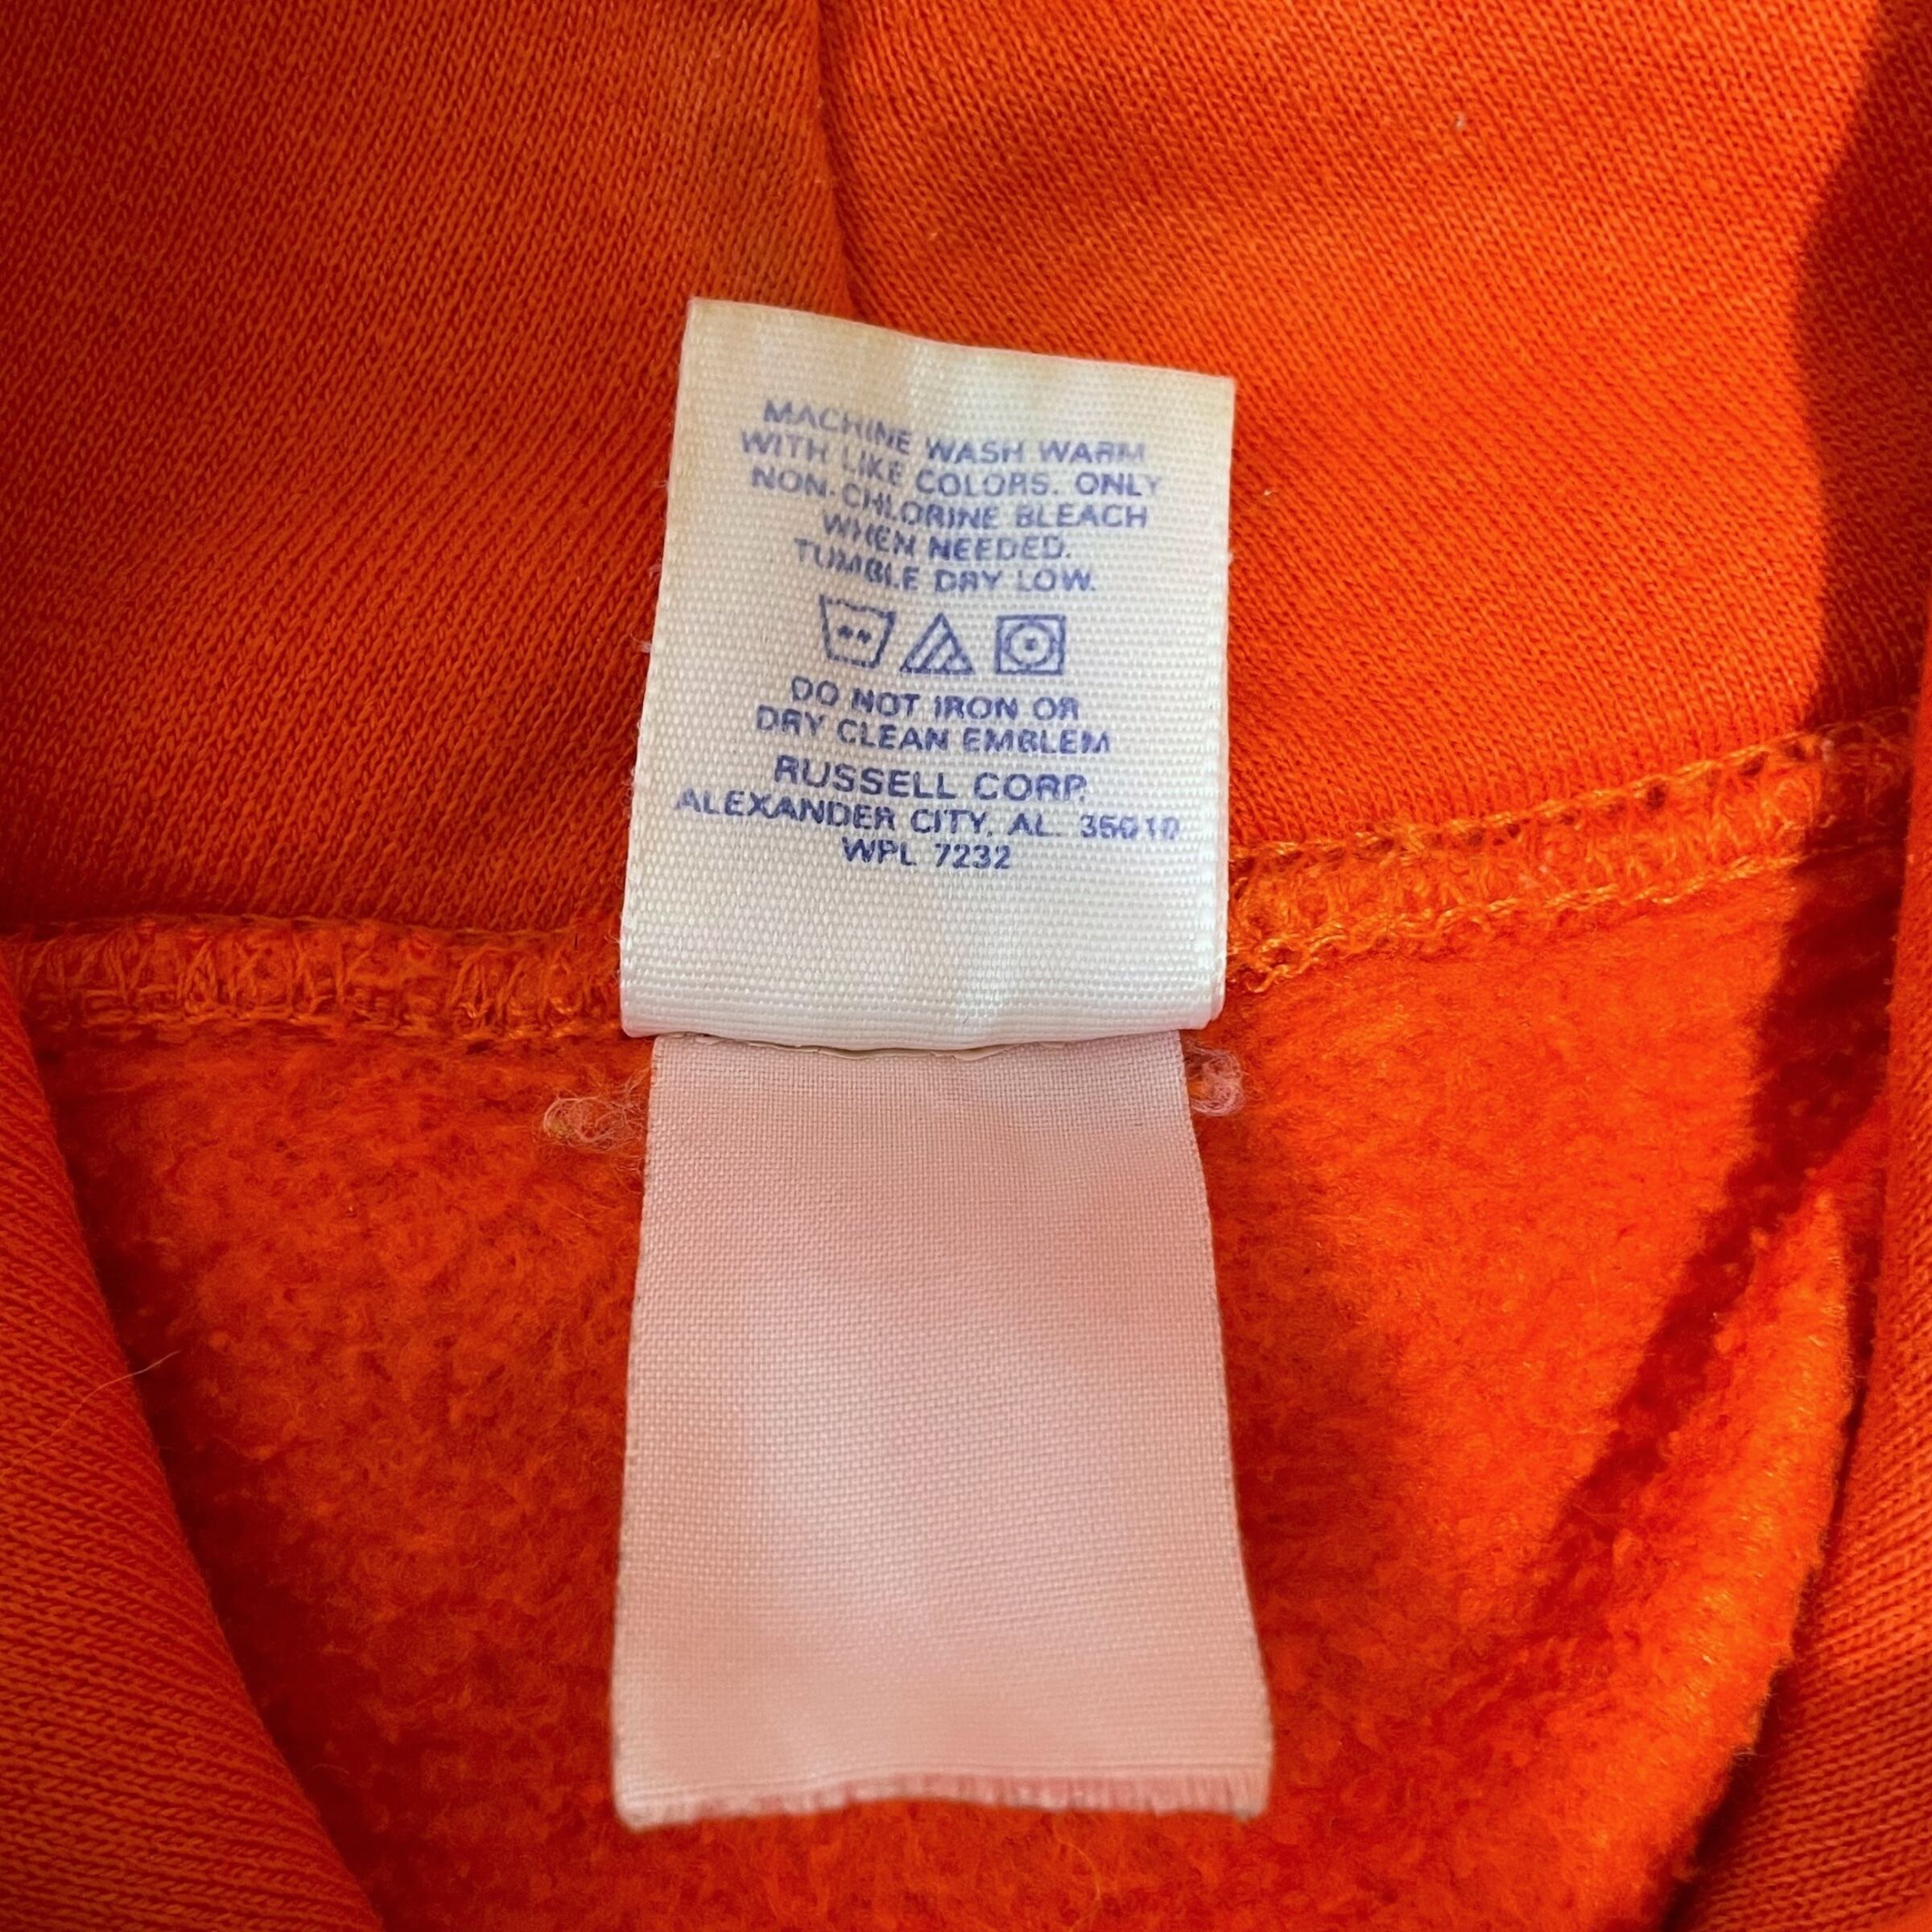 MACHINE WASH WARM
WITH LIKE COLORS. ONLY
NON-CHLORINE BLEACH
WHEN NEEDED.
TUMBLE DRY LOW.
DO NOT IRON OR
DRY CLEAN EMBLEM
RUSSELL CORP.
ALEXANDER CITY, AL. 35010
WPL 7232